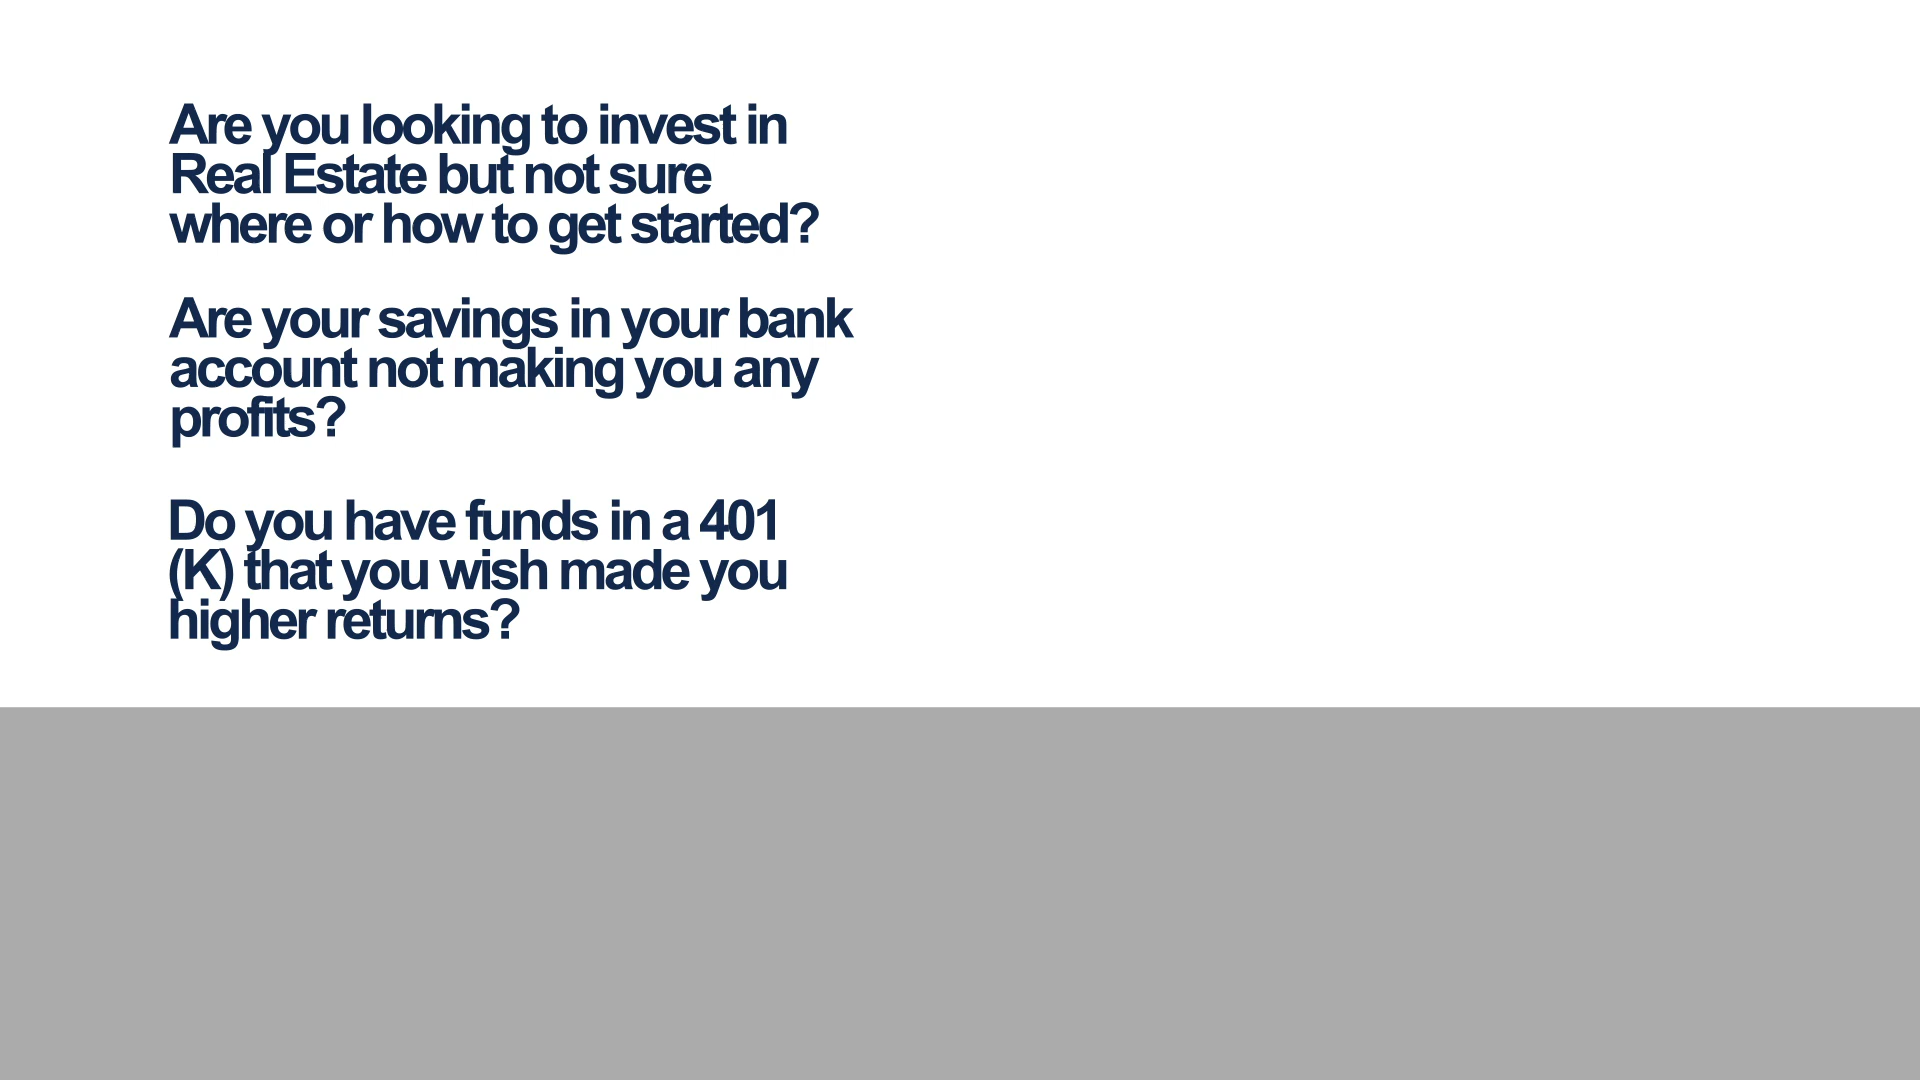 Are you looking to invest in
Real Estate but not sure
where or how to get started?
Are your savings in your bank
account not making you any
profits?
Do you have funds in a 401
(K) that you wish made you
higher returns?